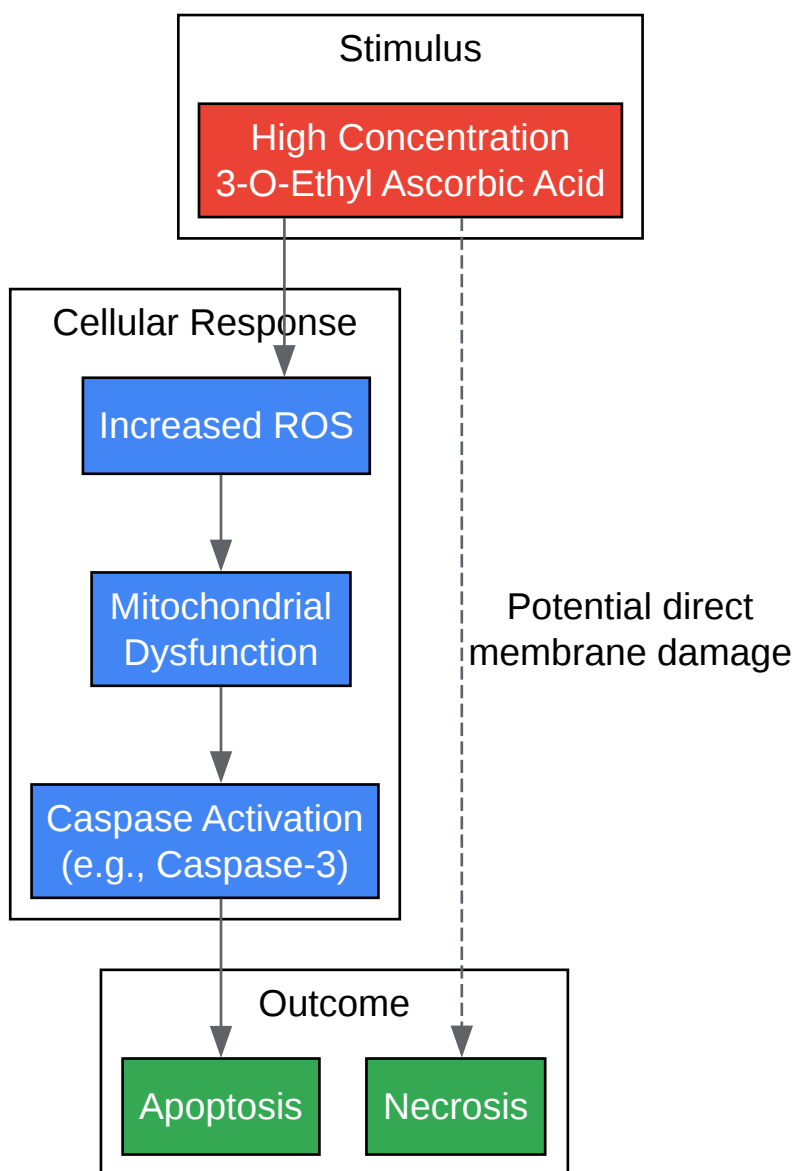 Stimulus
High Concentration
3-O-Ethyl Ascorbic Acid
Cellular Response
Increased ROS
Mitochondrial
Dysfunction
Potential direct
membrane damage
Caspase Activation
(e.g., Caspase-3)
Outcome
Apoptosis
Necrosis